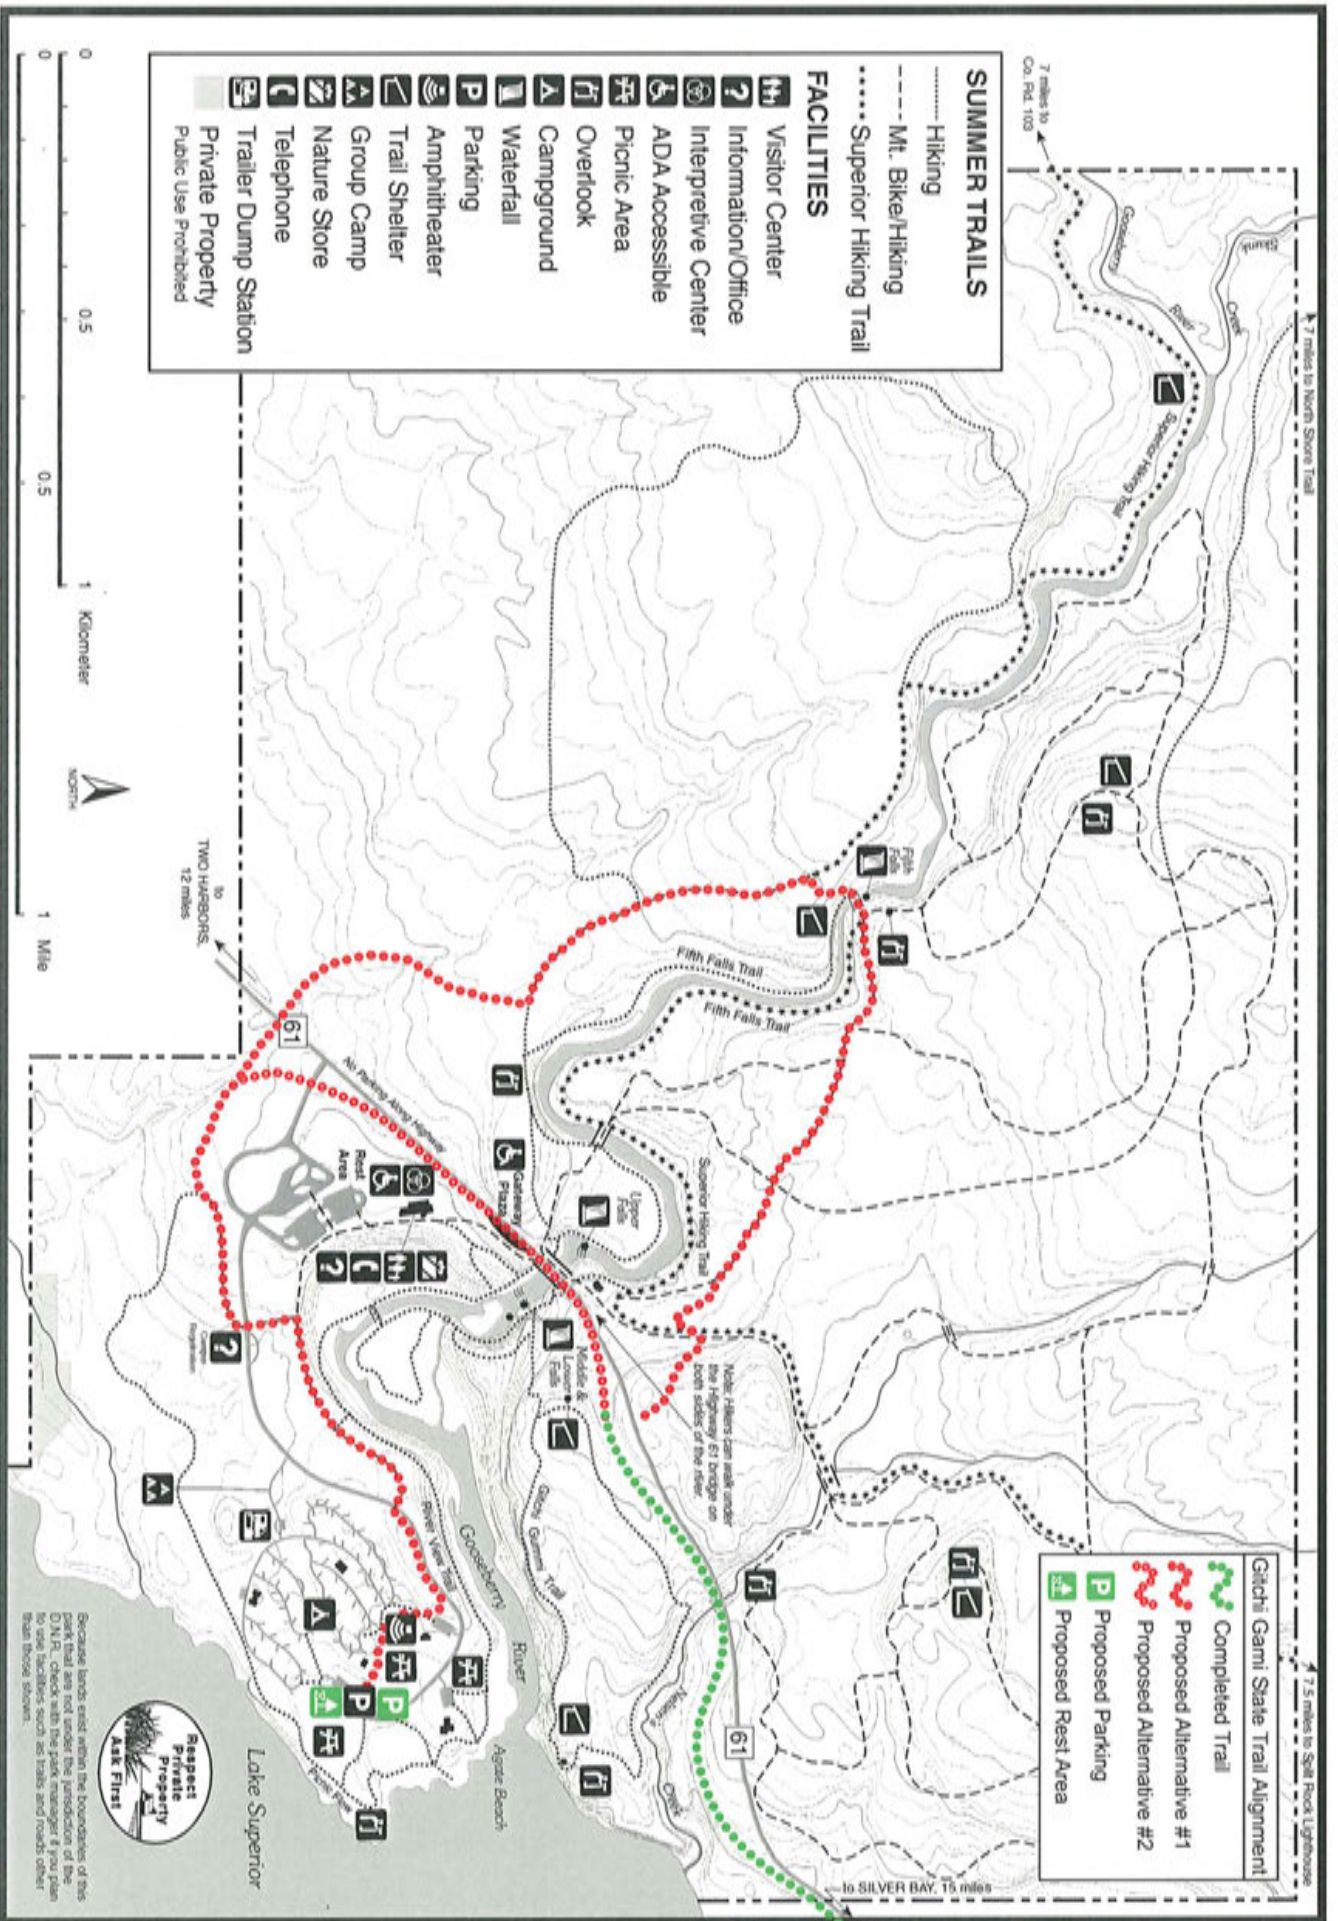 SUMMER TRAILS
Hiking
Mt. Bike/Hiking
Superior Hiking Trail
FACILITIES
Visitor Center
Information/Office
Interpretive Center
ADA Accessible
Picnic Area
Overlook
Campground
Waterfall
Parking
Amphitheater
Trail Shelter
Group Camp
Nature Store
Telephone
Trailer Dump Station
Private Property
Public Use Prohibited
Gitchi Gami State Trail Alignment
Completed Trail
Proposed Alternative #1
Proposed Alternative #2
Proposed Parking
Proposed Rest Area
7 miles to
Co. Rd. 103
7 miles to North Shore Trail
7.5 miles to Split Rock Lighthouse
Gooseberry
River
Creek
Superior Hiking Trail
Fifth
Falls
Fifth Falls Trail
Fifth Falls Trail
Superior Hiking Trail
Upper
Falls
Gateway
Plaza
Note: Hikers can walk under
the Highway 61 bridge on
both sides of the river.
Middle &
Lower
Falls
No Parking Along Highway
61
to
TWO HARBORS,
12 miles
Rest
Area
?
?
Camper
Registration
Gitchi Gummi Trail
River View Trail
Gooseberry
River
Nelson's
Creek
61
to SILVER BAY, 15 miles
Agate Beach
P
P
Picnic Flow
Lake Superior
Respect
Private
Property
Ask First
Because lands exist within the boundaries of this
park that are not under the jurisdiction of the
D.N.R., check with the park manager if you plan
to use facilities such as trails and roads other
than those shown.
NORTH
0 0.5 1 Kilometer
0 0.5 1 Mile